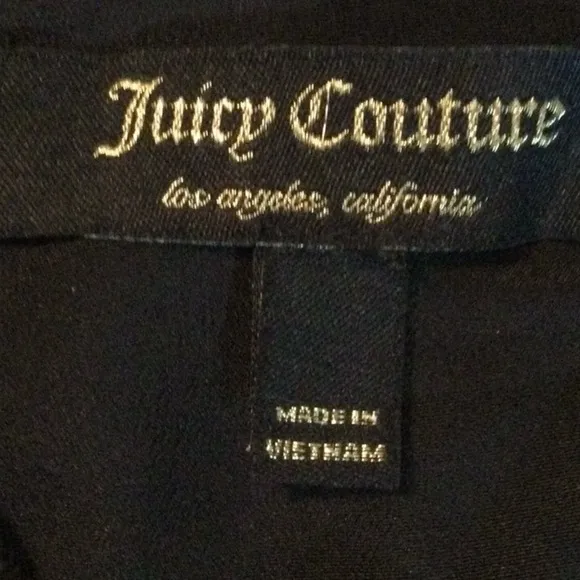 Juicy Couture
los angeles, california
MADE IN
VIETNAM